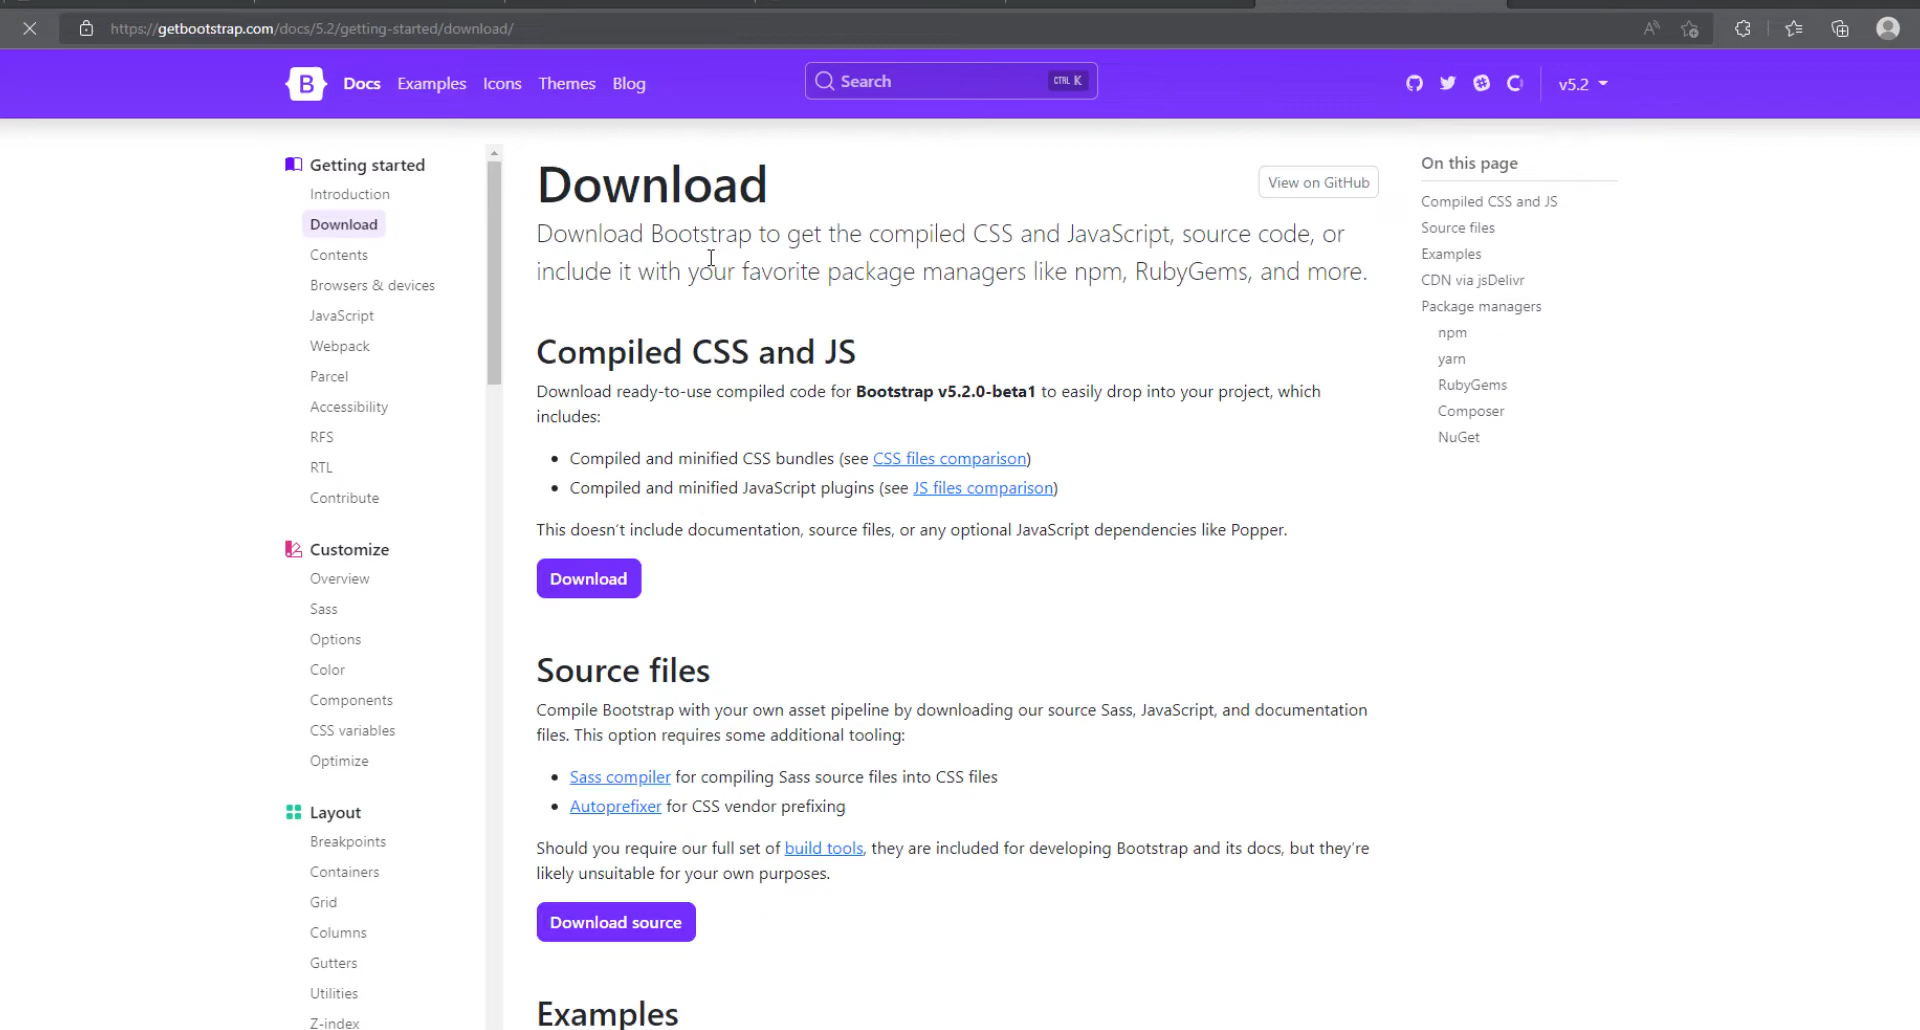 https://getbootstrap.com/docs/5.2/getting-started/download/
B Docs Examples Icons Themes Blog
Search CTRL K
v5.2
Getting started
Introduction
Download
Contents
Browsers & devices
JavaScript
Webpack
Parcel
Accessibility
RFS
RTL
Contribute
Customize
Overview
Sass
Options
Color
Components
CSS variables
Optimize
Layout
Breakpoints
Containers
Grid
Columns
Gutters
Utilities
Z-index
Download
View on GitHub
Download Bootstrap to get the compiled CSS and JavaScript, source code, or
include it with your favorite package managers like npm, RubyGems, and more.
Compiled CSS and JS
Download ready-to-use compiled code for Bootstrap v5.2.0-beta1 to easily drop into your project, which
includes:
• Compiled and minified CSS bundles (see CSS files comparison)
• Compiled and minified JavaScript plugins (see JS files comparison)
This doesn’t include documentation, source files, or any optional JavaScript dependencies like Popper.
Download
Source files
Compile Bootstrap with your own asset pipeline by downloading our source Sass, JavaScript, and documentation
files. This option requires some additional tooling:
• Sass compiler for compiling Sass source files into CSS files
• Autoprefixer for CSS vendor prefixing
Should you require our full set of build tools, they are included for developing Bootstrap and its docs, but they’re
likely unsuitable for your own purposes.
Download source
Examples
On this page
Compiled CSS and JS
Source files
Examples
CDN via jsDelivr
Package managers
npm
yarn
RubyGems
Composer
NuGet